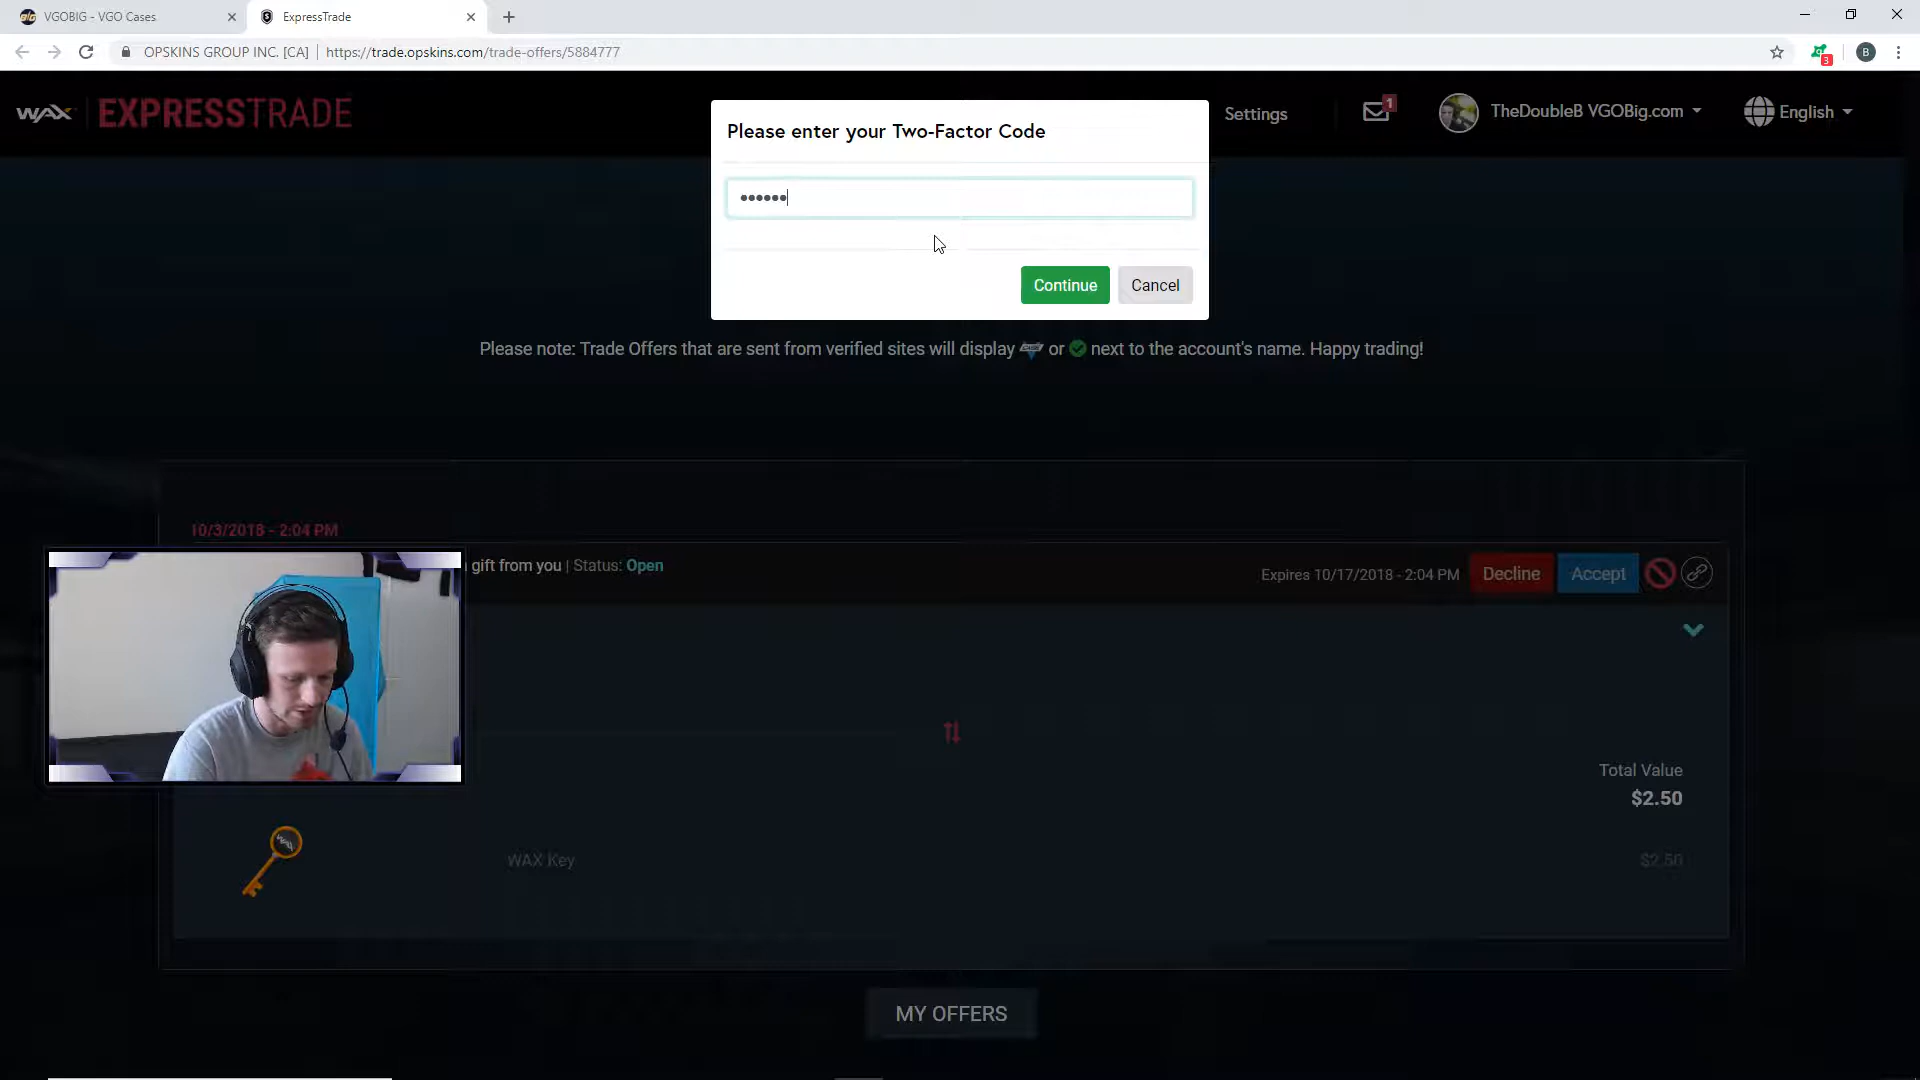 VGOBIG - VGO Cases
ExpressTrade
OPSKINS GROUP INC. [CA] | https://trade.opskins.com/trade-offers/5884777
3
B
WAX EXPRESSTRADE
Settings
1
TheDoubleB VGOBig.com
English
Please enter your Two-Factor Code
••••••
Continue
Cancel
Please note: Trade Offers that are sent from verified sites will display or next to the account's name. Happy trading!
10/3/2018 - 2:04 PM
gift from you | Status: Open
Expires 10/17/2018 - 2:04 PM
Decline
Accept
Total Value
$2.50
WAX Key
$2.50
MY OFFERS